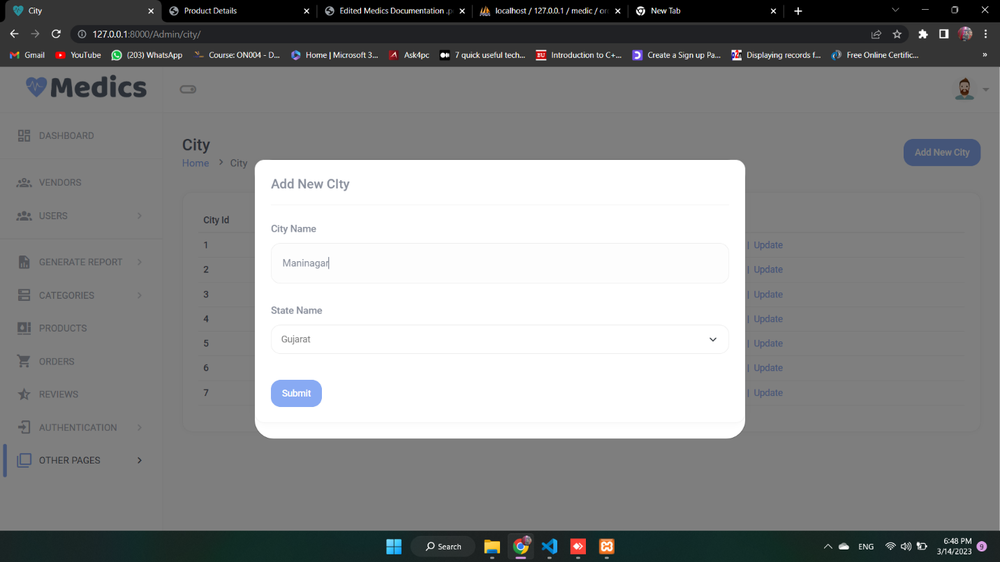 City
Product Details
Edited Medics Documentation .p
localhost / 127.0.0.1 / medic / or
New Tab
127.0.0.1:8000/Admin/city/
Gmail
YouTube
(203) WhatsApp
Course: ON004 - D...
Home | Microsoft 3...
Ask4pc
7 quick useful tech...
BU
Introduction to C+...
Create a Sign up Pa...
Displaying records f...
Free Online Certific...
»
Medics
DASHBOARD
VENDORS
USERS
GENERATE REPORT
CATEGORIES
PRODUCTS
ORDERS
REVIEWS
AUTHENTICATION
OTHER PAGES
City
Home > City
Add New City
City Id
1
| Update
2
| Update
3
| Update
4
| Update
5
| Update
6
| Update
7
| Update
Add New CIty
City Name
Maninagar
State Name
Gujarat
Submit
Search
ENG
6:48 PM
3/14/2023
9